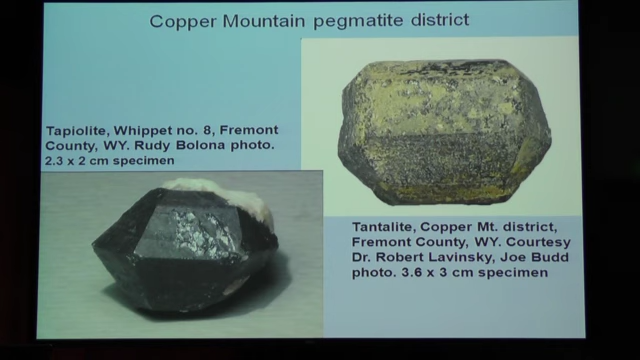 Copper Mountain pegmatite district
Tapiolite, Whippet no. 8, Fremont
County, WY. Rudy Bolona photo.
2.3 x 2 cm specimen
Tantalite, Copper Mt. district,
Fremont County, WY. Courtesy
Dr. Robert Lavinsky, Joe Budd
photo. 3.6 x 3 cm specimen